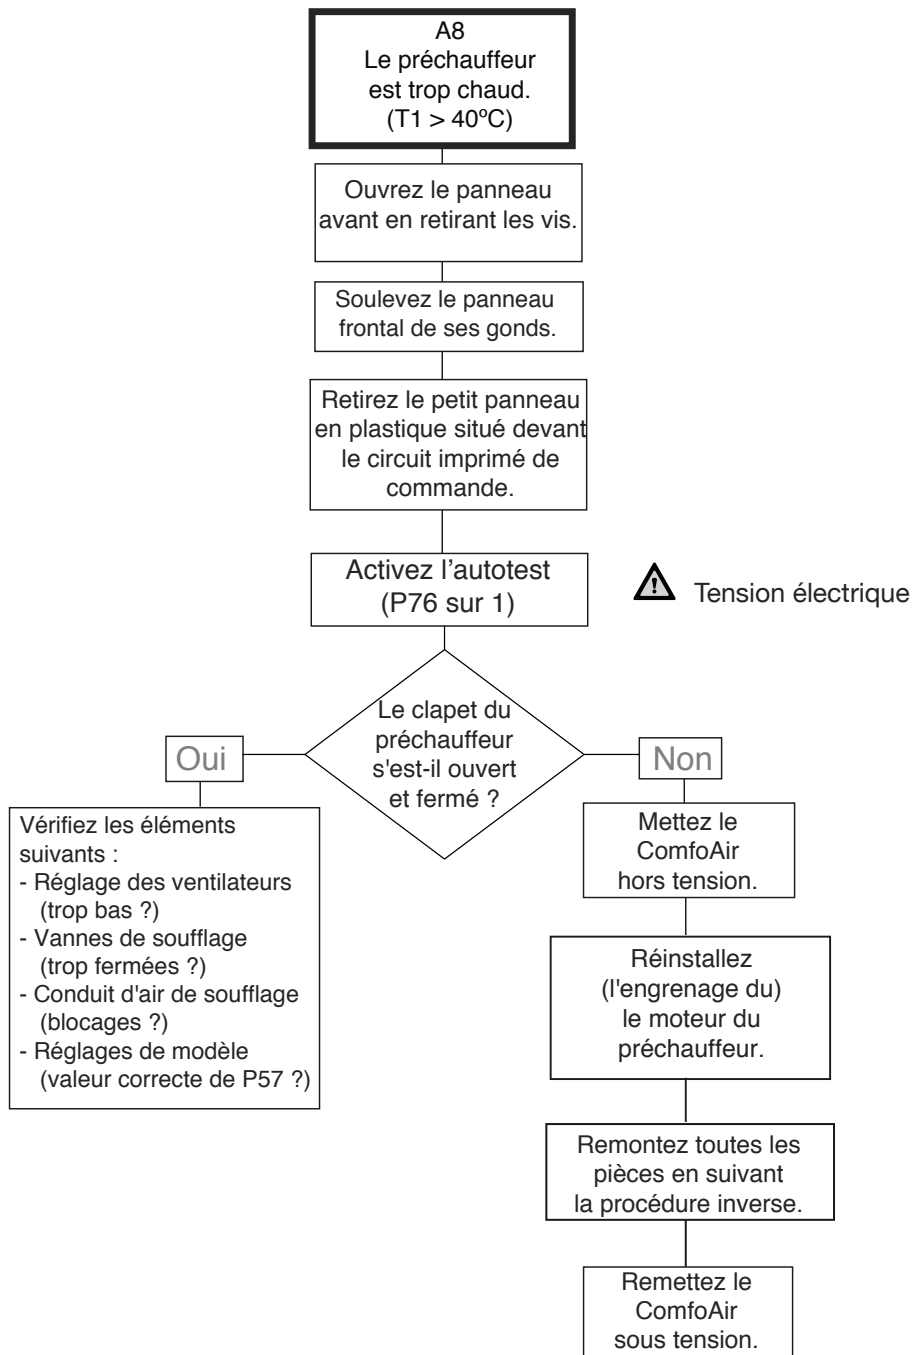 A8
Le préchauffeur
est trop chaud.
(T1 > 40ºC)
Ouvrez le panneau
avant en retirant les vis.
Soulevez le panneau
frontal de ses gonds.
Retirez le petit panneau
en plastique situé devant
le circuit imprimé de
commande.
Activez l'autotest
(P76 sur 1)
Tension électrique
Le clapet du
préchauffeur
s'est-il ouvert
et fermé ?
Oui
Non
Vérifiez les éléments
suivants :
- Réglage des ventilateurs
(trop bas ?)
- Vannes de soufflage
(trop fermées ?)
- Conduit d'air de soufflage
(blocages ?)
- Réglages de modèle
(valeur correcte de P57 ?)
Mettez le
ComfoAir
hors tension.
Réinstallez
(l'engrenage du)
le moteur du
préchauffeur.
Remontez toutes les
pièces en suivant
la procédure inverse.
Remettez le
ComfoAir
sous tension.